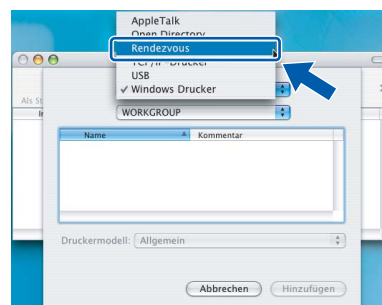 AppleTalk
Open Directory
Rendezvous
TCP/IP-Drucker
USB
✓ Windows Drucker
Als St
WORKGROUP
Name Kommentar
Druckermodell: Allgemein
Abbrechen Hinzufügen